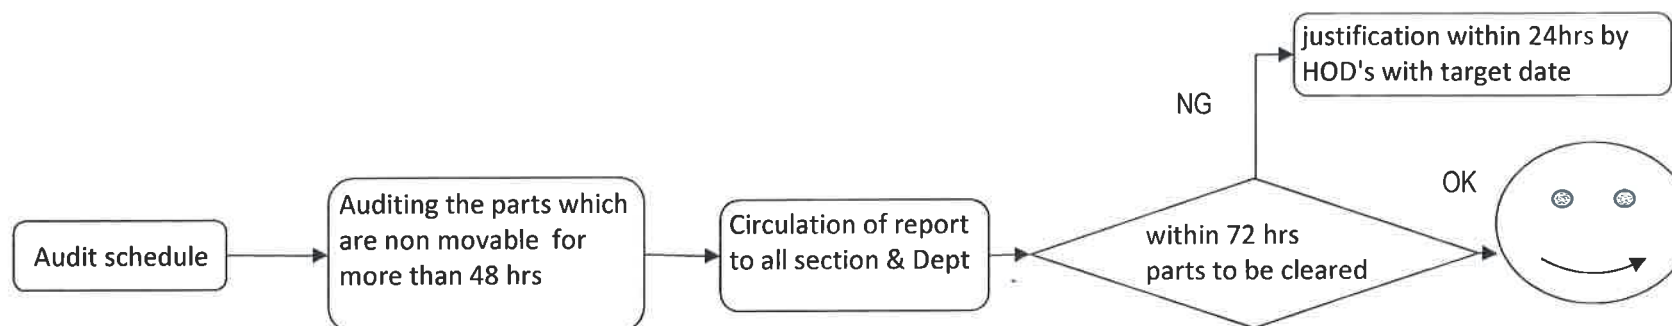 Audit schedule
Auditing the parts which
are non movable for
more than 48 hrs
Circulation of report
to all section & Dept
within 72 hrs
parts to be cleared
NG
justification within 24hrs by
HOD's with target date
OK